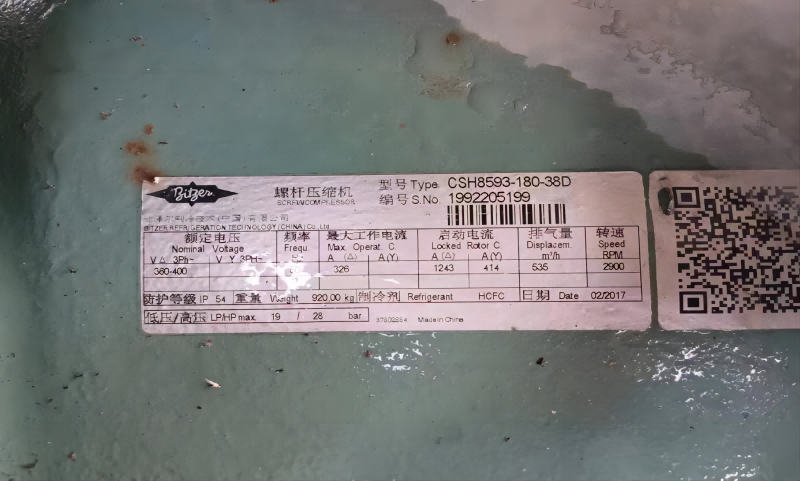 Bitzer
螺杆压缩机
SCREWCOMPRESSOR
型号 Type CSH8593-180-38D
编号 S.No. 1992205199
BITZER REFRIGERATION TECHNOLOGY (CHINA) Co., Ltd
额定电压 频率 最大工作电流 启动电流 排气量 转速
Nominal Voltage Frequ. Max. Operat. C Locked Rotor C Displacem. Speed
V △ 3Ph~ V Y 3PH~ A (△) A (Y) A (△) A (Y) m³/h RPM
360-400 326 1243 414 535 2900
防护等级 IP 54 重量 Weight 920,00 kg 制冷剂 Refrigerant HCFC 日期 Date 02/2017
低压/高压 LP/HP max. 19 / 28 bar
Made in China